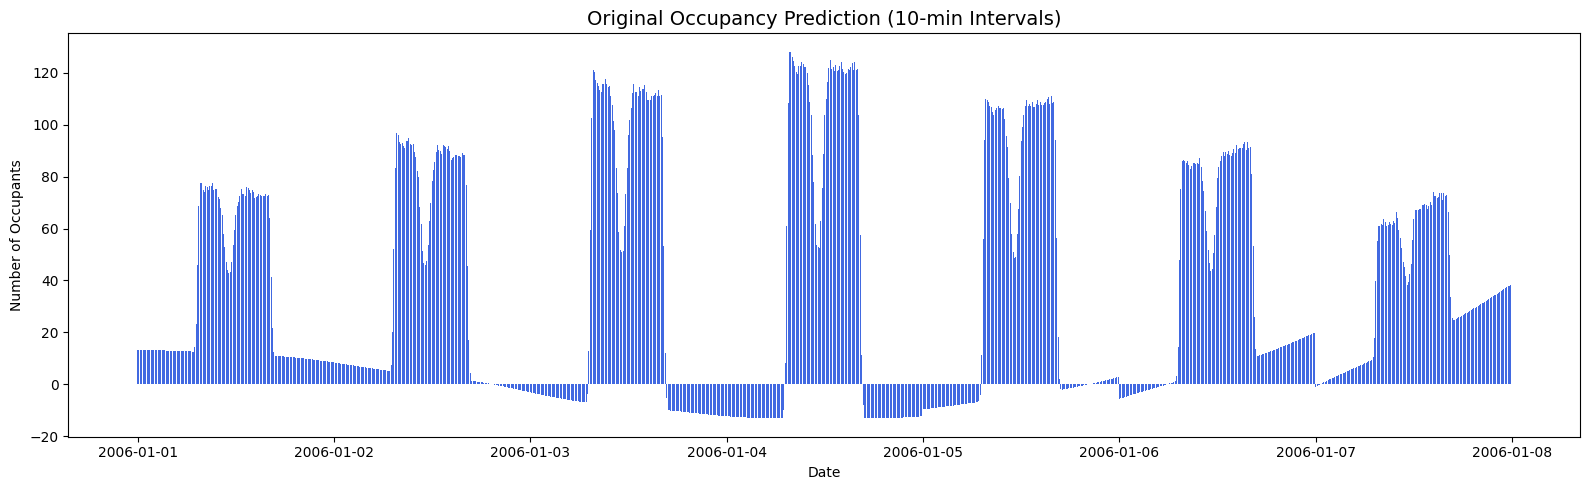 Original Occupancy Prediction (10-min Intervals)
Number of Occupants
120
100
80
60
40
20
0
−20
2006-01-01 2006-01-02 2006-01-03 2006-01-04 2006-01-05 2006-01-06 2006-01-07 2006-01-08
Date